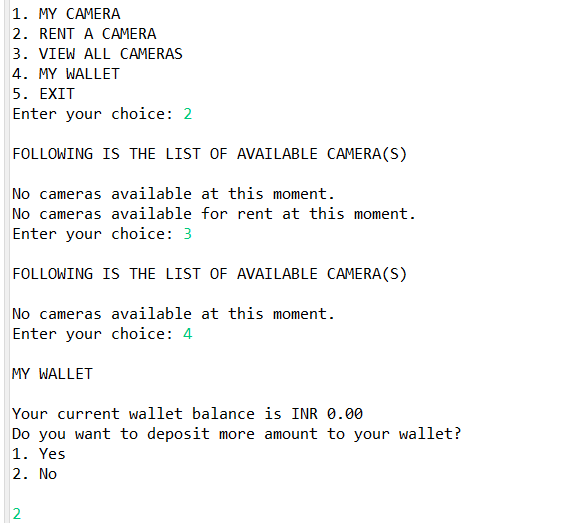 1. MY CAMERA
2. RENT A CAMERA
3. VIEW ALL CAMERAS
4. MY WALLET
5. EXIT
Enter your choice: 2
FOLLOWING IS THE LIST OF AVAILABLE CAMERA(S)
No cameras available at this moment.
No cameras available for rent at this moment.
Enter your choice: 3
FOLLOWING IS THE LIST OF AVAILABLE CAMERA(S)
No cameras available at this moment.
Enter your choice: 4
MY WALLET
Your current wallet balance is INR 0.00
Do you want to deposit more amount to your wallet?
1. Yes
2. No
2